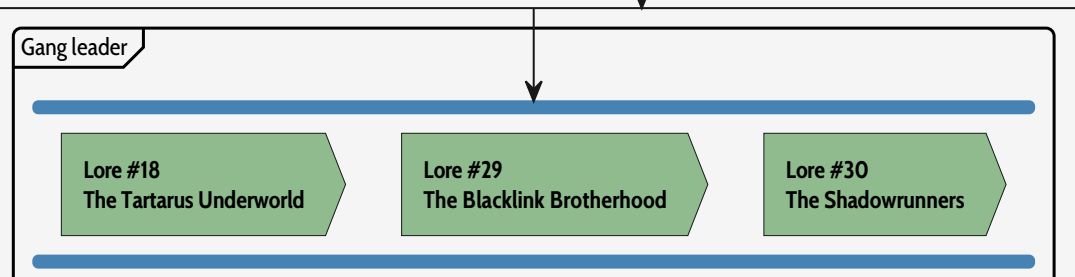 Gang leader
Lore #18
The Tartarus Underworld
Lore #29
The Blacklink Brotherhood
Lore #30
The Shadowrunners